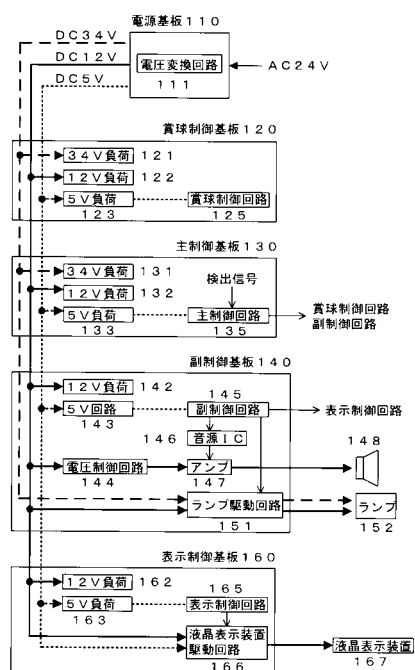 電源基板110
DC34V
DC12V
DC5V
電圧変換回路
111
AC24V
賞球制御基板120
34V負荷 121
12V負荷 122
5V負荷 賞球制御回路
123 125
主制御基板130
34V負荷 131
検出信号
12V負荷 132
5V負荷 主制御回路
133 135
賞球制御回路
副制御回路
副制御基板140
12V負荷 142
145
5V回路 副制御回路 表示制御回路
143
146 音源IC
148
電圧制御回路 アンプ
144 147
ランプ駆動回路 ランプ
151 152
表示制御基板160
12V負荷 162
165
5V負荷 表示制御回路
163
液晶表示装置
駆動回路
166
液晶表示装置
167